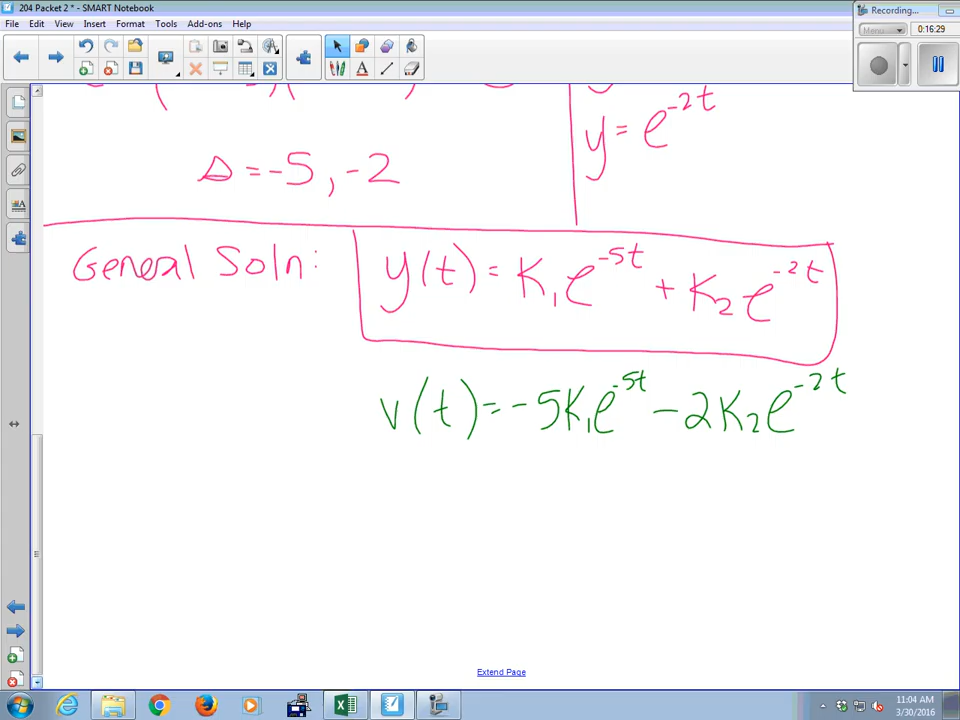 204 Packet 2 * - SMART Notebook
Recording...
File Edit View Insert Format Tools Add-ons Help
Menu
0:16:29
y = e^{-2t}
s = -5, -2
General Soln: y(t) = K₁e^{-5t} + K₂e^{-2t}
v(t) = -5K₁e^{-5t} - 2K₂e^{-2t}
Extend Page
11:04 AM
3/30/2016